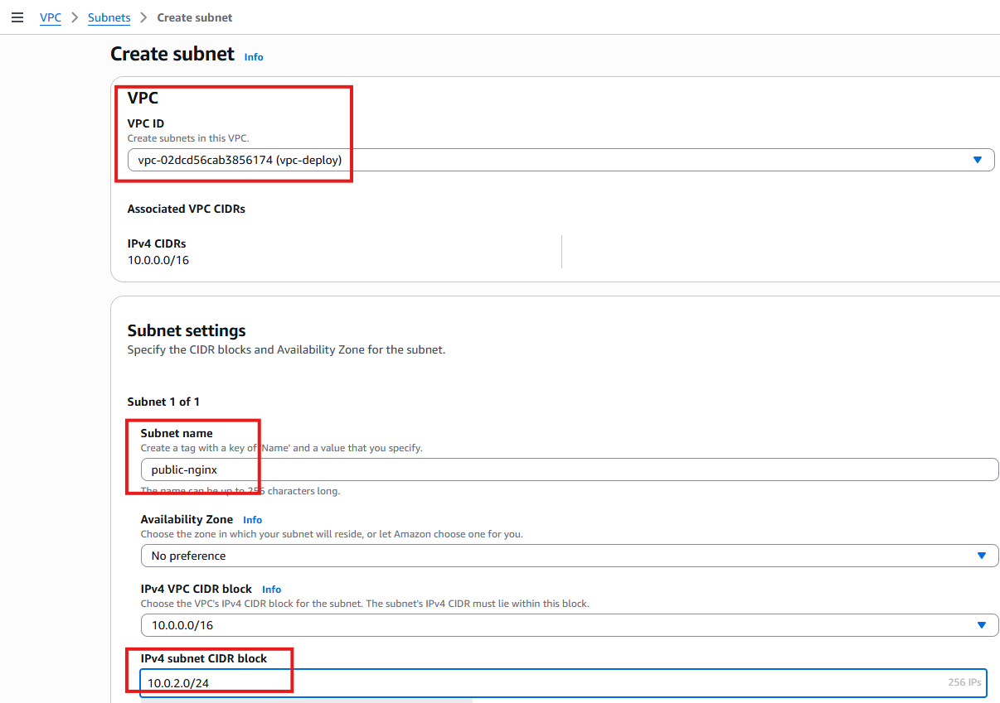 VPC > Subnets > Create subnet
Create subnet Info
VPC
VPC ID
Create subnets in this VPC.
vpc-02dcd56cab3856174 (vpc-deploy)
Associated VPC CIDRs
IPv4 CIDRs
10.0.0.0/16
Subnet settings
Specify the CIDR blocks and Availability Zone for the subnet.
Subnet 1 of 1
Subnet name
Create a tag with a key of 'Name' and a value that you specify.
public-nginx
The name can be up to 256 characters long.
Availability Zone Info
Choose the zone in which your subnet will reside, or let Amazon choose one for you.
No preference
IPv4 VPC CIDR block Info
Choose the VPC's IPv4 CIDR block for the subnet. The subnet's IPv4 CIDR must lie within this block.
10.0.0.0/16
IPv4 subnet CIDR block
10.0.2.0/24 256 IPs